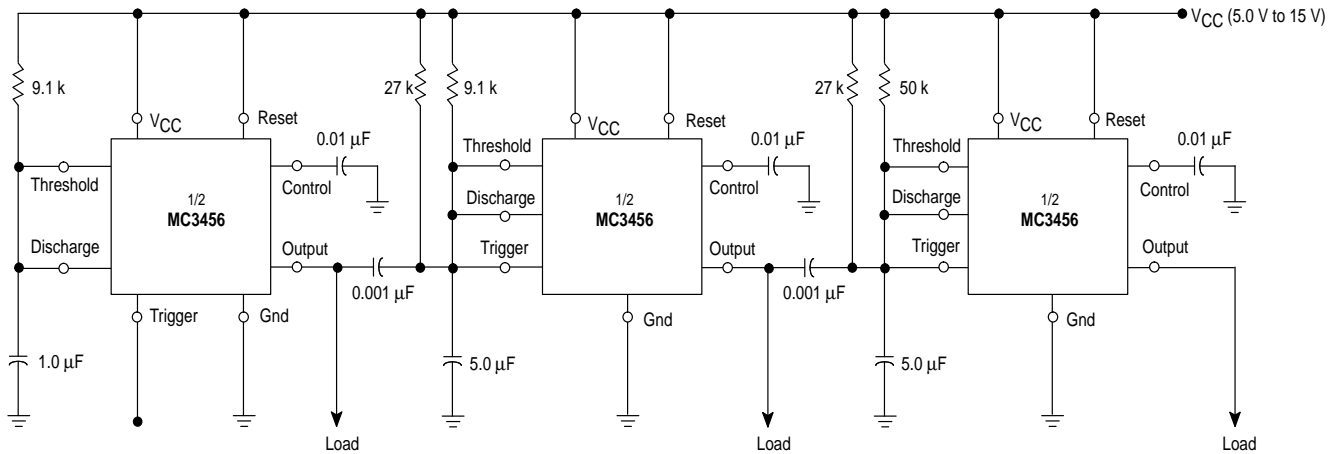 VCC (5.0 V to 15 V)
9.1 k
27 k
9.1 k
27 k
50 k
VCC
Reset
0.01 µF
Threshold
Control
Discharge
Output
1/2
MC3456
0.001 µF
Trigger
Gnd
1.0 µF
Load
VCC
Reset
0.01 µF
Threshold
Control
Discharge
Trigger
Output
1/2
MC3456
0.001 µF
Gnd
5.0 µF
Load
VCC
Reset
0.01 µF
Threshold
Control
Discharge
Trigger
Output
1/2
MC3456
Gnd
5.0 µF
Load